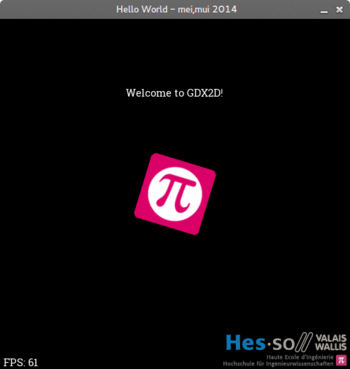 Hello World - mei,mui 2014
Welcome to GDX2D!
π
Hes·so// VALAIS
WALLIS
Haute Ecole d'Ingénierie
Hochschule für Ingenieurwissenschaften π
FPS: 61